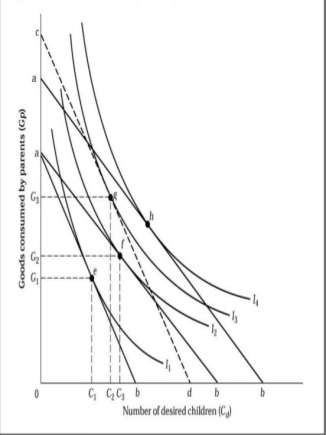 c
a
a
Goods consumed by parents (Gp)
G₃
G₂
G₁
g
h
f
e
I₄
I₃
I₂
I₁
0 C₁ C₂ C₃ b d b b
Number of desired children (C_d)